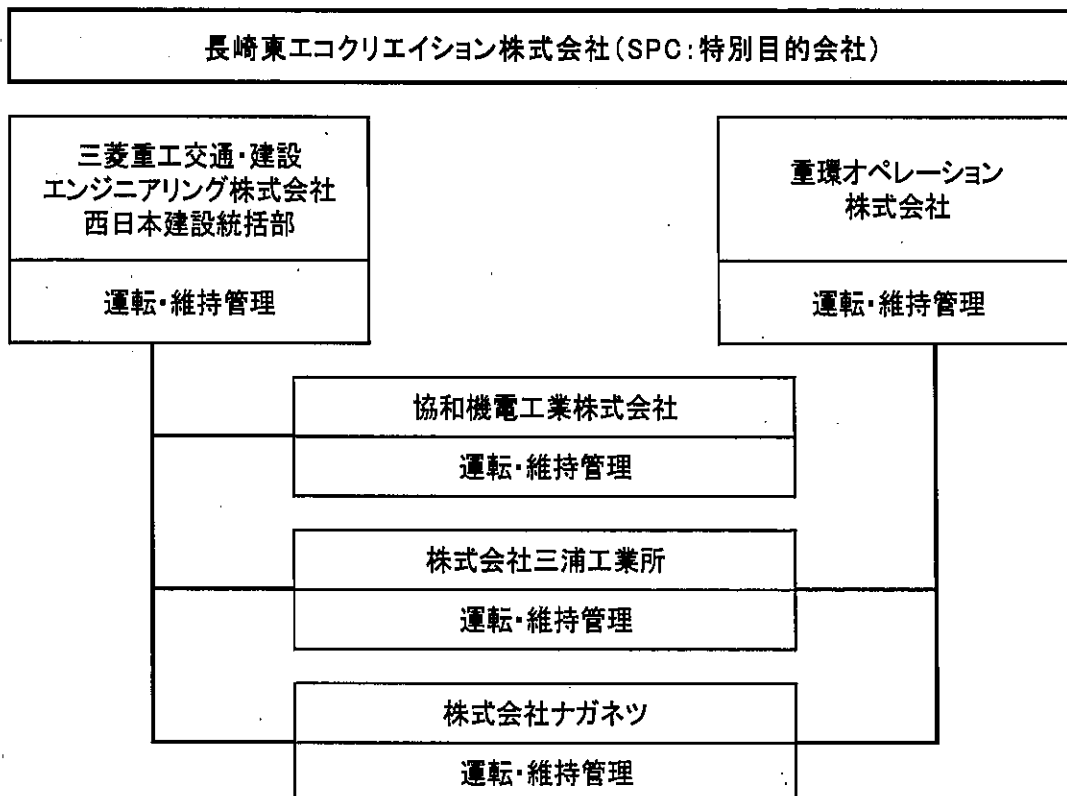 長崎東エコクリエイション株式会社(SPC:特別目的会社)
三菱重工交通・建設
エンジニアリング株式会社
西日本建設統括部
運転・維持管理
重環オペレーション
株式会社
運転・維持管理
協和機電工業株式会社
運転・維持管理
株式会社三浦工業所
運転・維持管理
株式会社ナガネツ
運転・維持管理